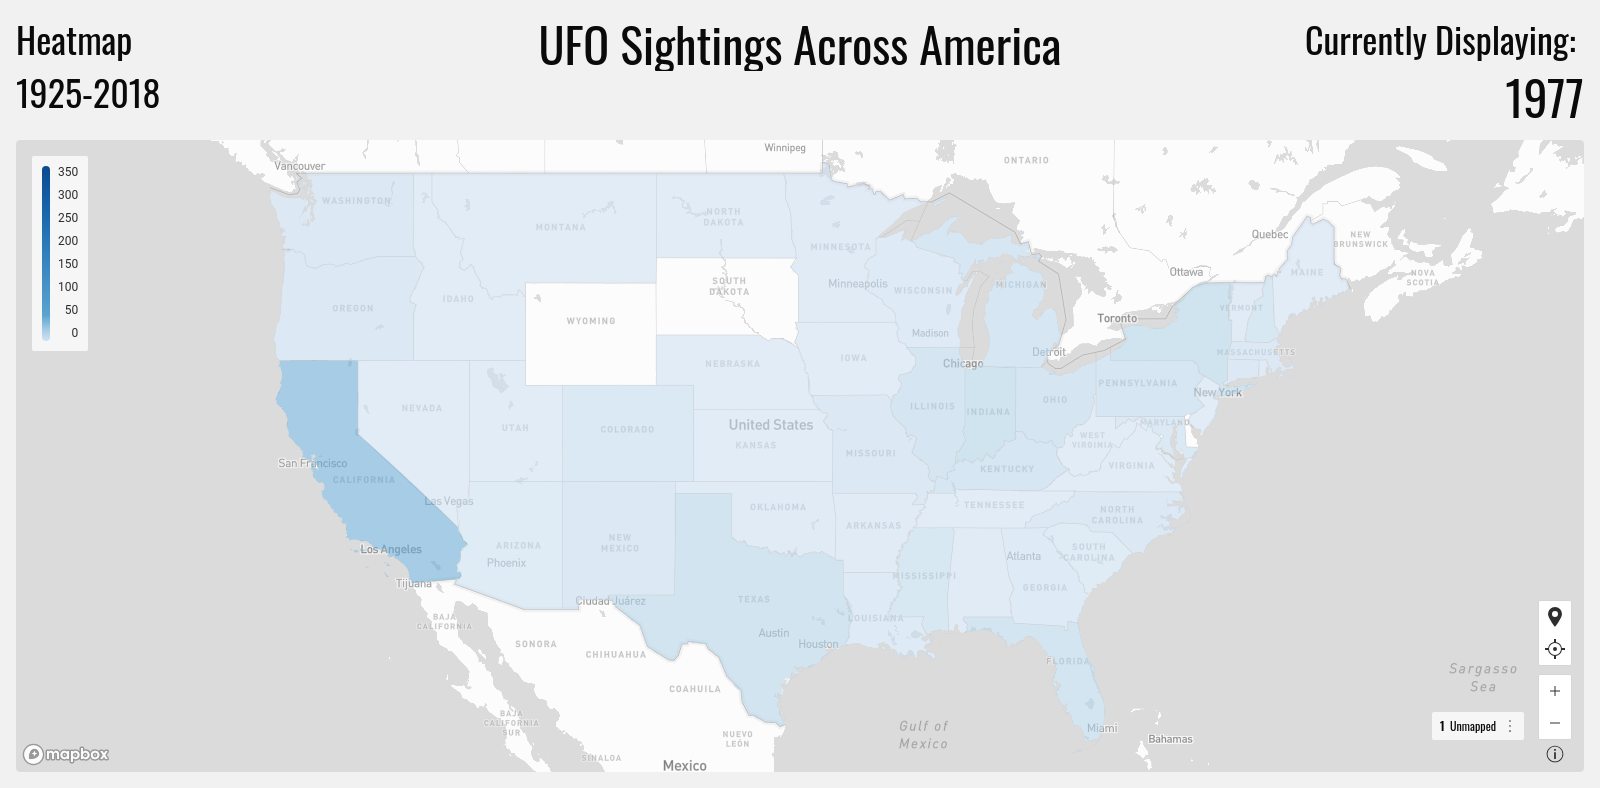 Heatmap
1925-2018
UFO Sightings Across America
Currently Displaying:
1977
350
300
250
200
150
100
50
0
Vancouver
Winnipeg
ONTARIO
WASHINGTON
MONTANA
NORTH
DAKOTA
MINNESOTA
Quebec
NEW
BRUNSWICK
NOVA
SCOTIA
Ottawa
MAINE
OREGON
IDAHO
WYOMING
SOUTH
DAKOTA
Minneapolis
WISCONSIN
MICHIGAN
Toronto
VERMONT
Madison
Detroit
MASSACHUSETTS
Chicago
NEBRASKA
IOWA
PENNSYLVANIA
New York
NEVADA
UTAH
COLORADO
United States
KANSAS
ILLINOIS
INDIANA
OHIO
MARYLAND
WEST
VIRGINIA
VIRGINIA
San Francisco
CALIFORNIA
MISSOURI
KENTUCKY
Las Vegas
OKLAHOMA
TENNESSEE
NORTH
CAROLINA
ARKANSAS
Los Angeles
ARIZONA
Phoenix
NEW
MEXICO
Atlanta
SOUTH
CAROLINA
MISSISSIPPI
GEORGIA
Tijuana
Ciudad Juárez
TEXAS
LOUISIANA
BAJA
CALIFORNIA
SONORA
CHIHUAHUA
Austin
Houston
FLORIDA
COAHUILA
Sargasso
Sea
BAJA
CALIFORNIA
SUR
NUEVO
LEÓN
Gulf of
Mexico
Miami
Bahamas
SINALOA
Mexico
1 Unmapped
mapbox